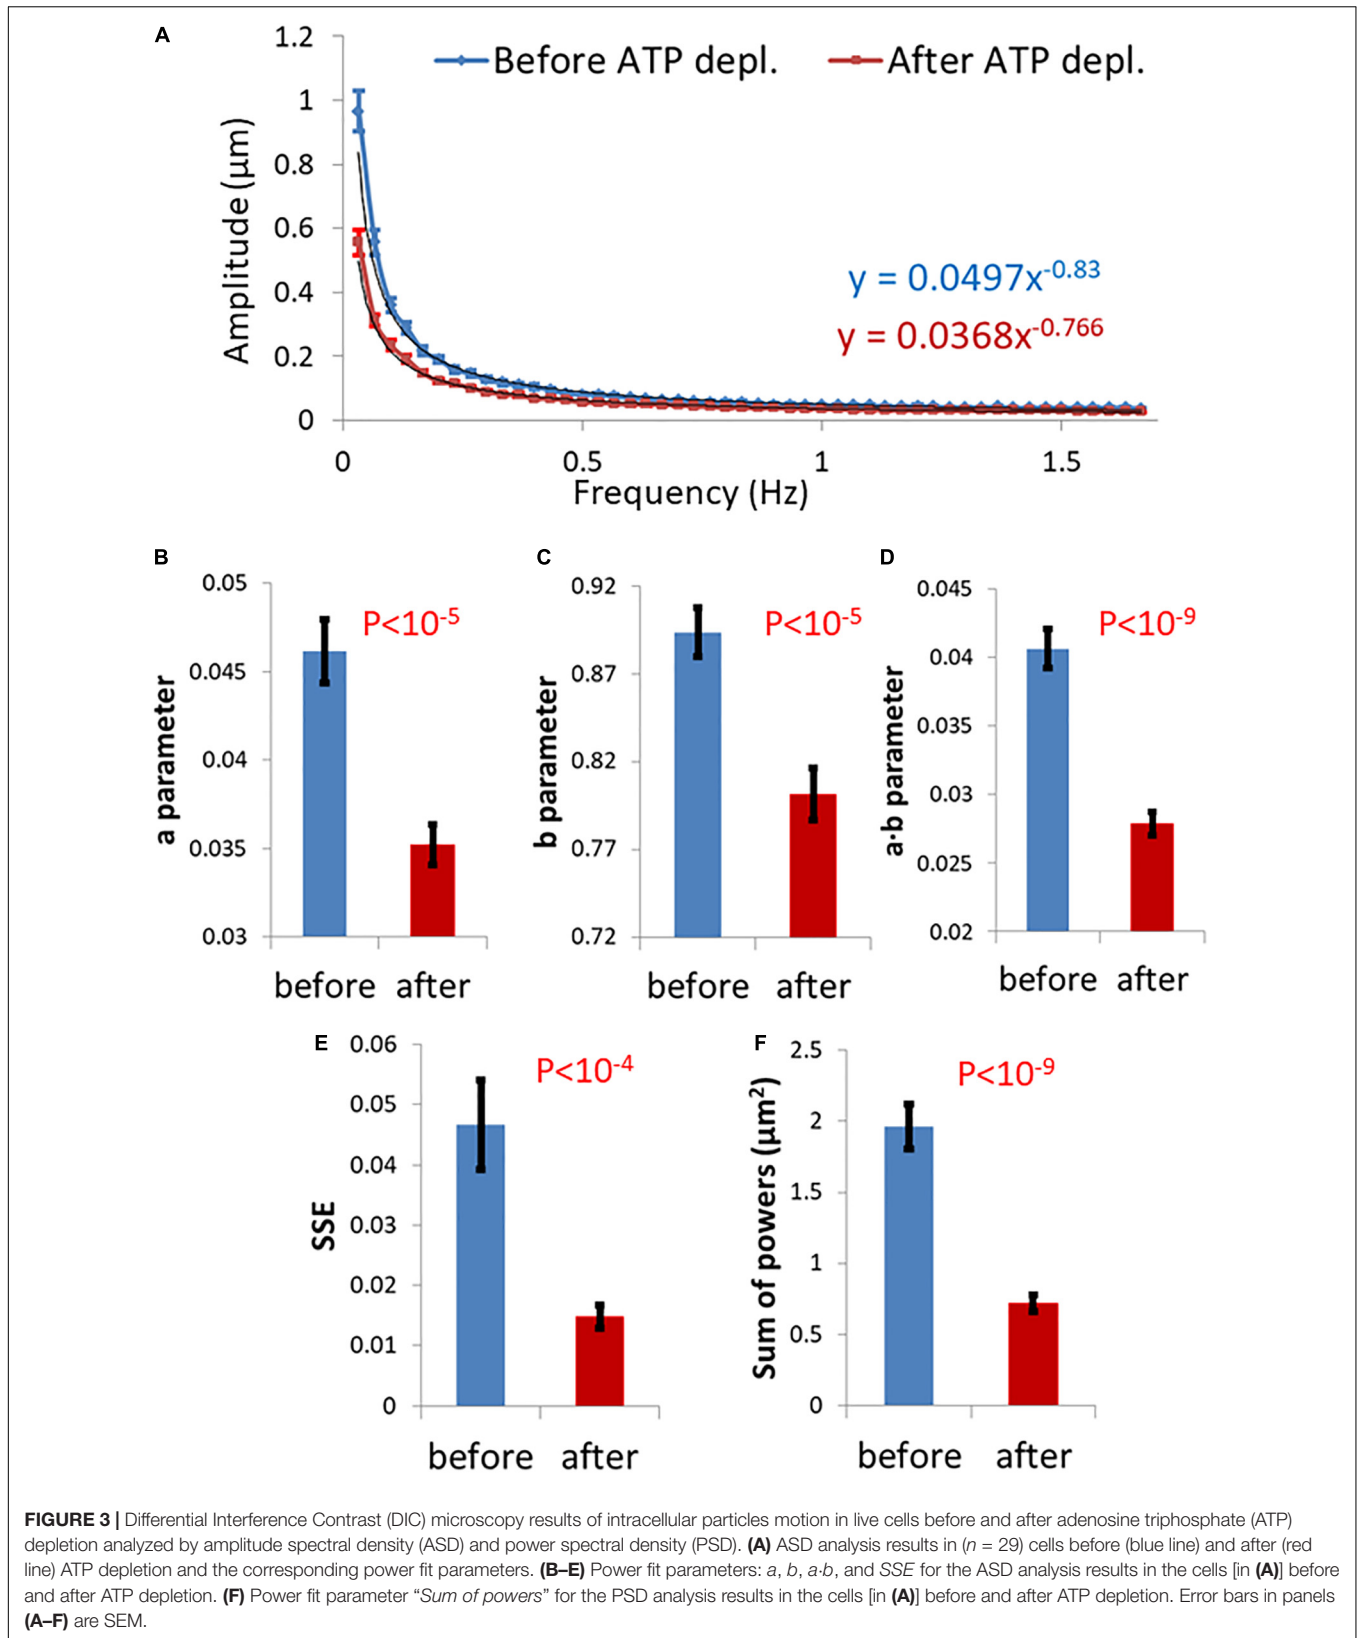 A
1.2
1
0.8
0.6
0.4
0.2
0
Amplitude (µm)
Before ATP depl.
After ATP depl.
y = 0.0497x^-0.83
y = 0.0368x^-0.766
0 0.5 1 1.5
Frequency (Hz)
B
0.05
0.045
0.04
0.035
0.03
a parameter
P<10^-5
before after
C
0.92
0.87
0.82
0.77
0.72
b parameter
P<10^-5
before after
D
0.045
0.04
0.035
0.03
0.025
0.02
a·b parameter
P<10^-9
before after
E
0.06
0.05
0.04
0.03
0.02
0.01
0
SSE
P<10^-4
before after
F
2.5
2
1.5
1
0.5
0
Sum of powers (µm²)
P<10^-9
before after
FIGURE 3 | Differential Interference Contrast (DIC) microscopy results of intracellular particles motion in live cells before and after adenosine triphosphate (ATP)
depletion analyzed by amplitude spectral density (ASD) and power spectral density (PSD). (A) ASD analysis results in (n = 29) cells before (blue line) and after (red
line) ATP depletion and the corresponding power fit parameters. (B–E) Power fit parameters: a, b, a·b, and SSE for the ASD analysis results in the cells [in (A)] before
and after ATP depletion. (F) Power fit parameter "Sum of powers" for the PSD analysis results in the cells [in (A)] before and after ATP depletion. Error bars in panels
(A–F) are SEM.